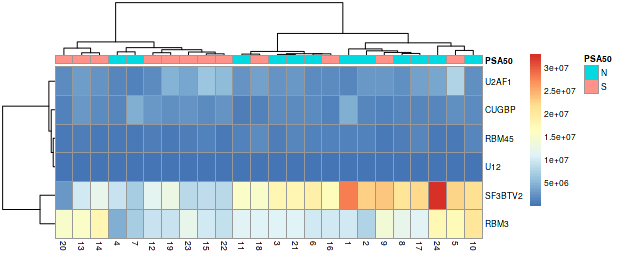 PSA50
U2AF1
CUGBP
RBM45
U12
SF3BTV2
RBM3
20 13 14 4 7 12 19 23 15 22 11 18 3 21 6 16 1 2 9 8 17 24 5 10
3e+07
2.5e+07
2e+07
1.5e+07
1e+07
5e+06
PSA50
N
S